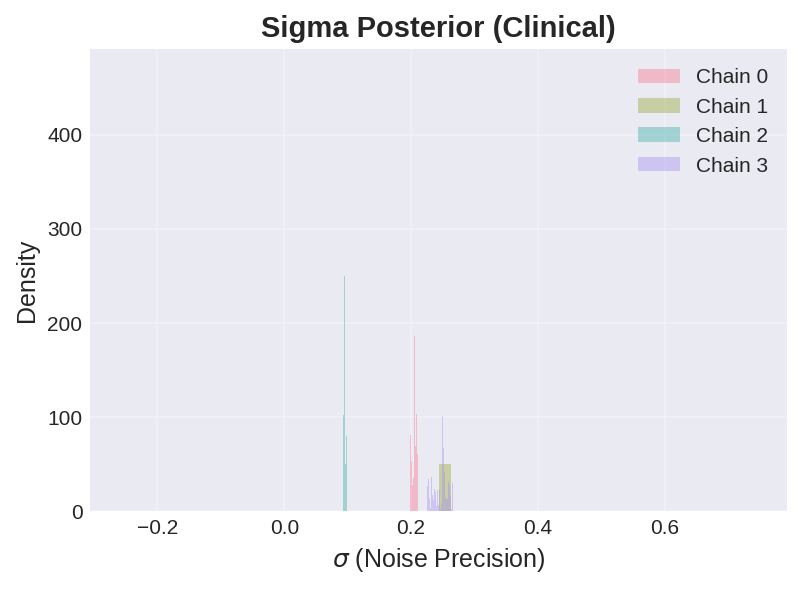 Sigma Posterior (Clinical)
Chain 0
Chain 1
Chain 2
Chain 3
Density
400
300
200
100
0
−0.2
0.0
0.2
0.4
0.6
σ (Noise Precision)